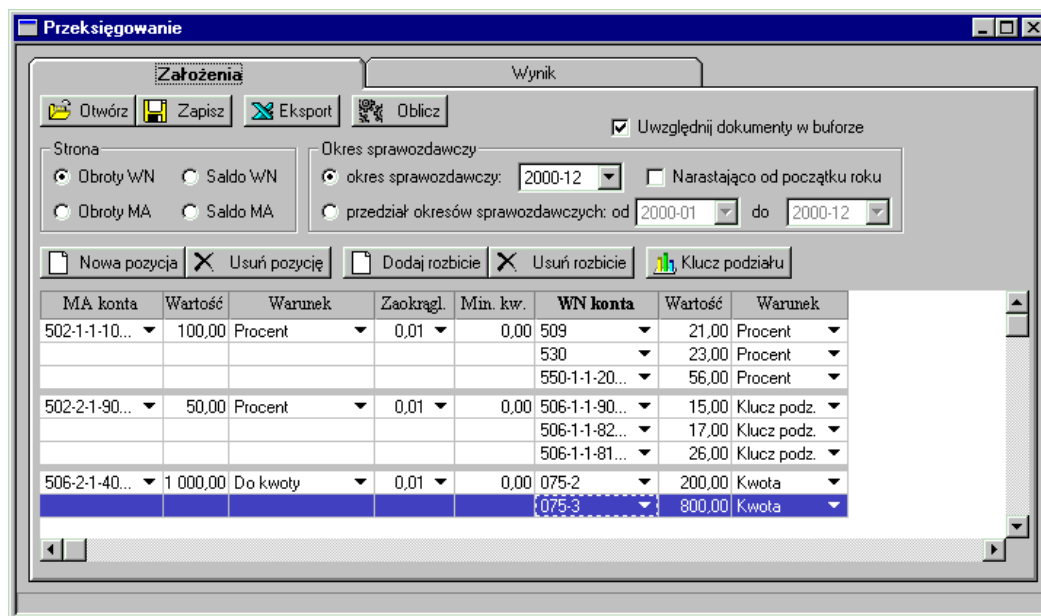 Przeksięgowanie
Założenia Wynik
Otwórz Zapisz Eksport Oblicz
Uwzględnij dokumenty w buforze
Strona
Obroty WN Saldo WN
Obroty MA Saldo MA
Okres sprawozdawczy
okres sprawozdawczy: 2000-12 Narastająco od początku roku
przedział okresów sprawozdawczych: od 2000-01 do 2000-12
Nowa pozycja Usuń pozycję Dodaj rozbicie Usuń rozbicie Klucz podziału
MA konta Wartość Warunek Zaokrągl. Min. kw. WN konta Wartość Warunek
502-1-1-10... 100,00 Procent 0,01 0,00 509 21,00 Procent
530 23,00 Procent
550-1-1-20... 56,00 Procent
502-2-1-90... 50,00 Procent 0,01 0,00 506-1-1-90... 15,00 Klucz podz.
506-1-1-82... 17,00 Klucz podz.
506-1-1-81... 26,00 Klucz podz.
506-2-1-40... 1 000,00 Do kwoty 0,01 0,00 075-2 200,00 Kwota
075-3 800,00 Kwota